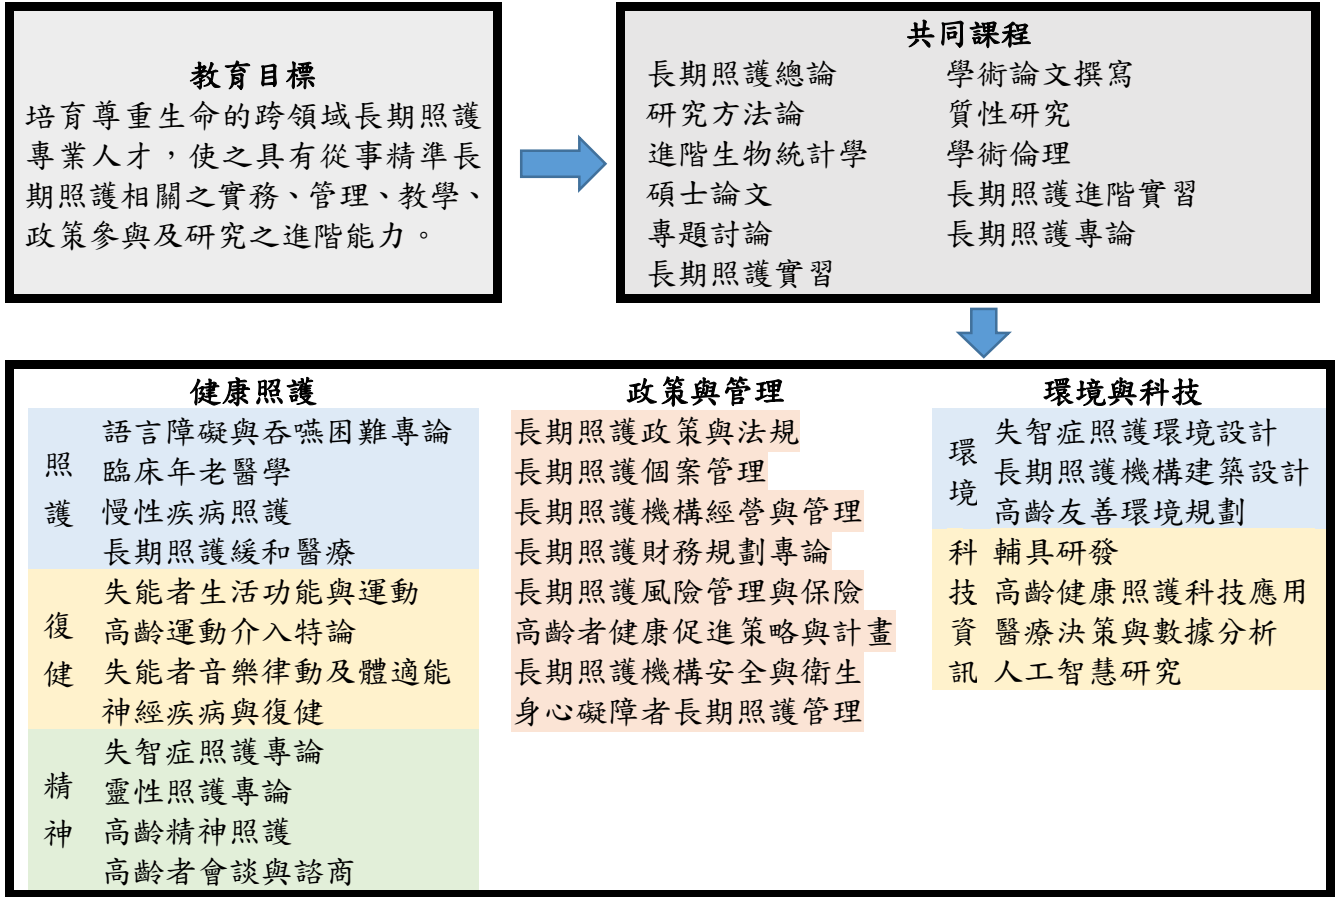 教育目標
培育尊重生命的跨領域長期照護
專業人才，使之具有從事精準長
期照護相關之實務、管理、教學、
政策參與及研究之進階能力。
共同課程
長期照護總論
研究方法論
進階生物統計學
碩士論文
專題討論
長期照護實習
學術論文撰寫
質性研究
學術倫理
長期照護進階實習
長期照護專論
健康照護
照護
語言障礙與吞嚥困難專論
臨床年老醫學
慢性疾病照護
長期照護緩和醫療
復健
失能者生活功能與運動
高齡運動介入特論
失能者音樂律動及體適能
神經疾病與復健
精神
失智症照護專論
靈性照護專論
高齡精神照護
高齡者會談與諮商
政策與管理
長期照護政策與法規
長期照護個案管理
長期照護機構經營與管理
長期照護財務規劃專論
長期照護風險管理與保險
高齡者健康促進策略與計畫
長期照護機構安全與衛生
身心礙障者長期照護管理
環境與科技
環境
失智症照護環境設計
長期照護機構建築設計
高齡友善環境規劃
科技資訊
輔具研發
高齡健康照護科技應用
醫療決策與數據分析
人工智慧研究